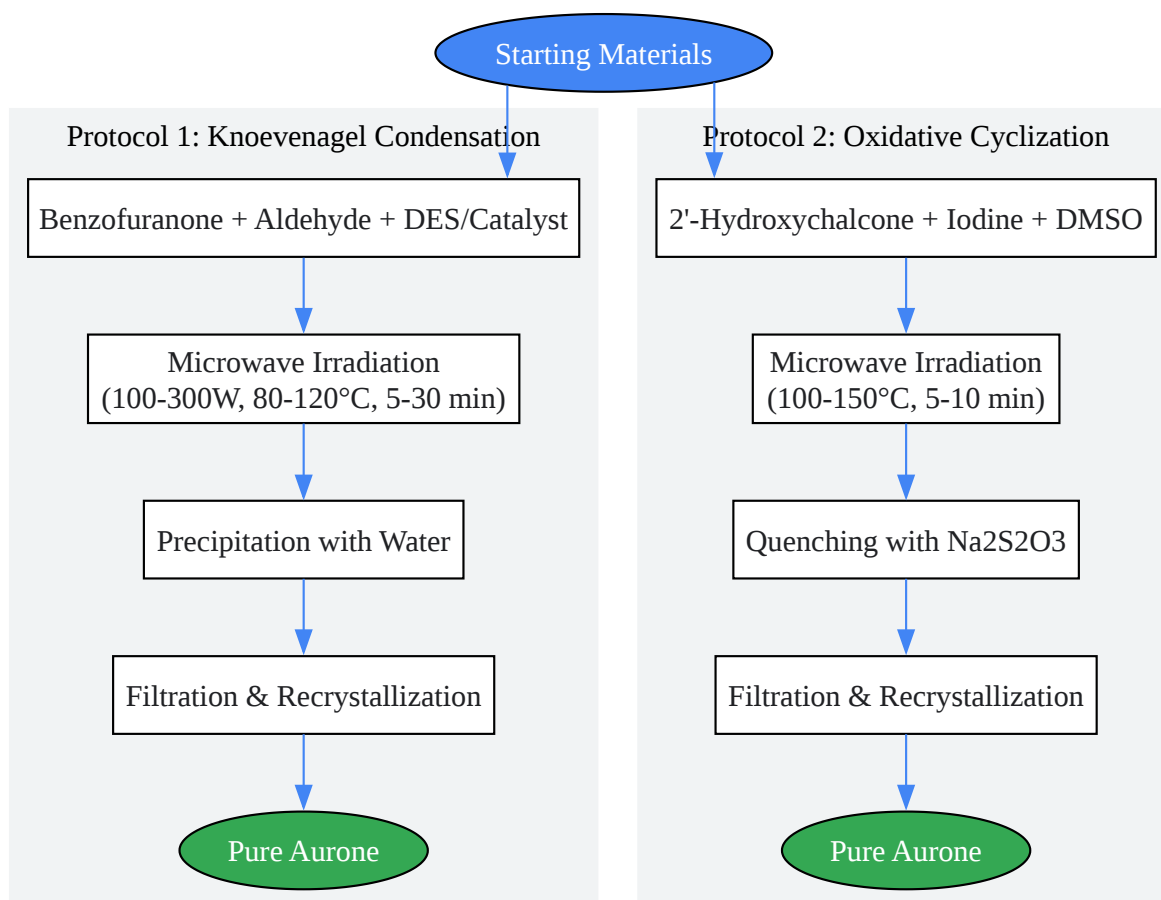 Starting Materials
Protocol 1: Knoevenagel Condensation
Benzofuranone + Aldehyde + DES/Catalyst
Microwave Irradiation
(100-300W, 80-120°C, 5-30 min)
Precipitation with Water
Filtration & Recrystallization
Pure Aurone
Protocol 2: Oxidative Cyclization
2'-Hydroxychalcone + Iodine + DMSO
Microwave Irradiation
(100-150°C, 5-10 min)
Quenching with Na2S2O3
Filtration & Recrystallization
Pure Aurone